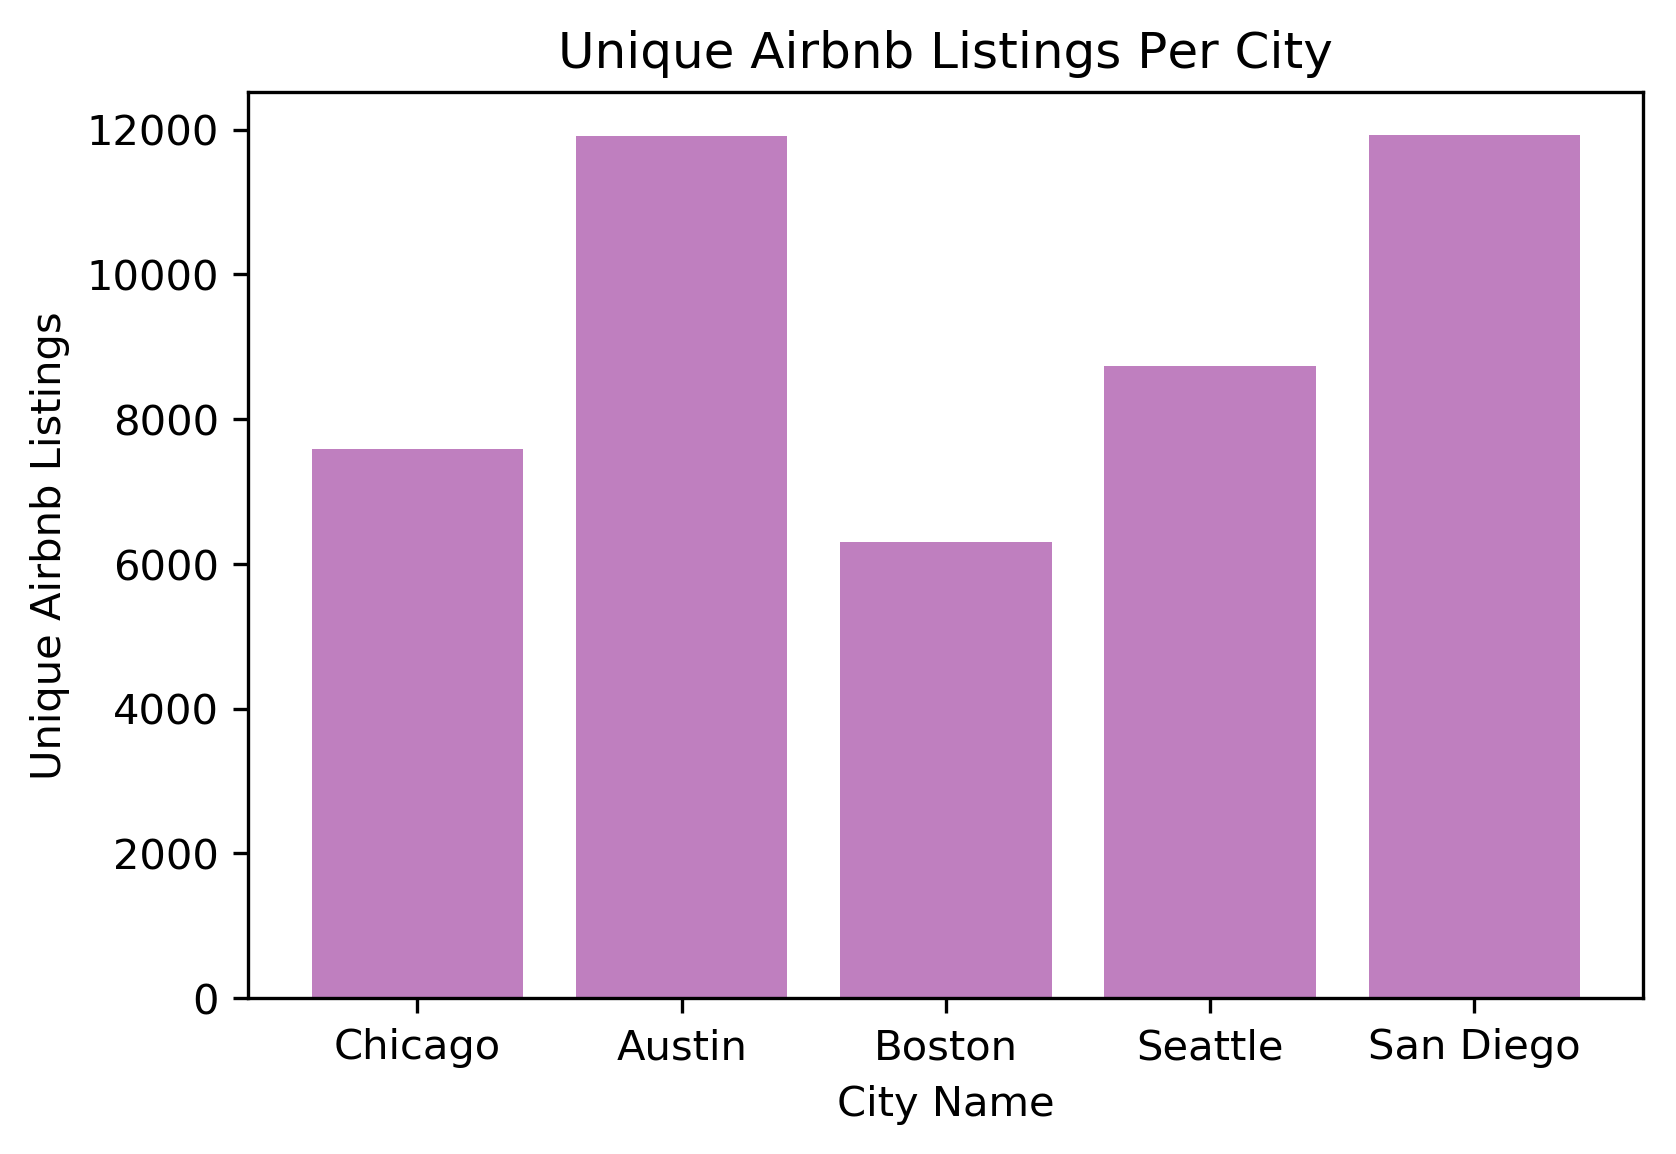 Unique Airbnb Listings Per City
Unique Airbnb Listings
12000
10000
8000
6000
4000
2000
0
Chicago Austin Boston Seattle San Diego
City Name